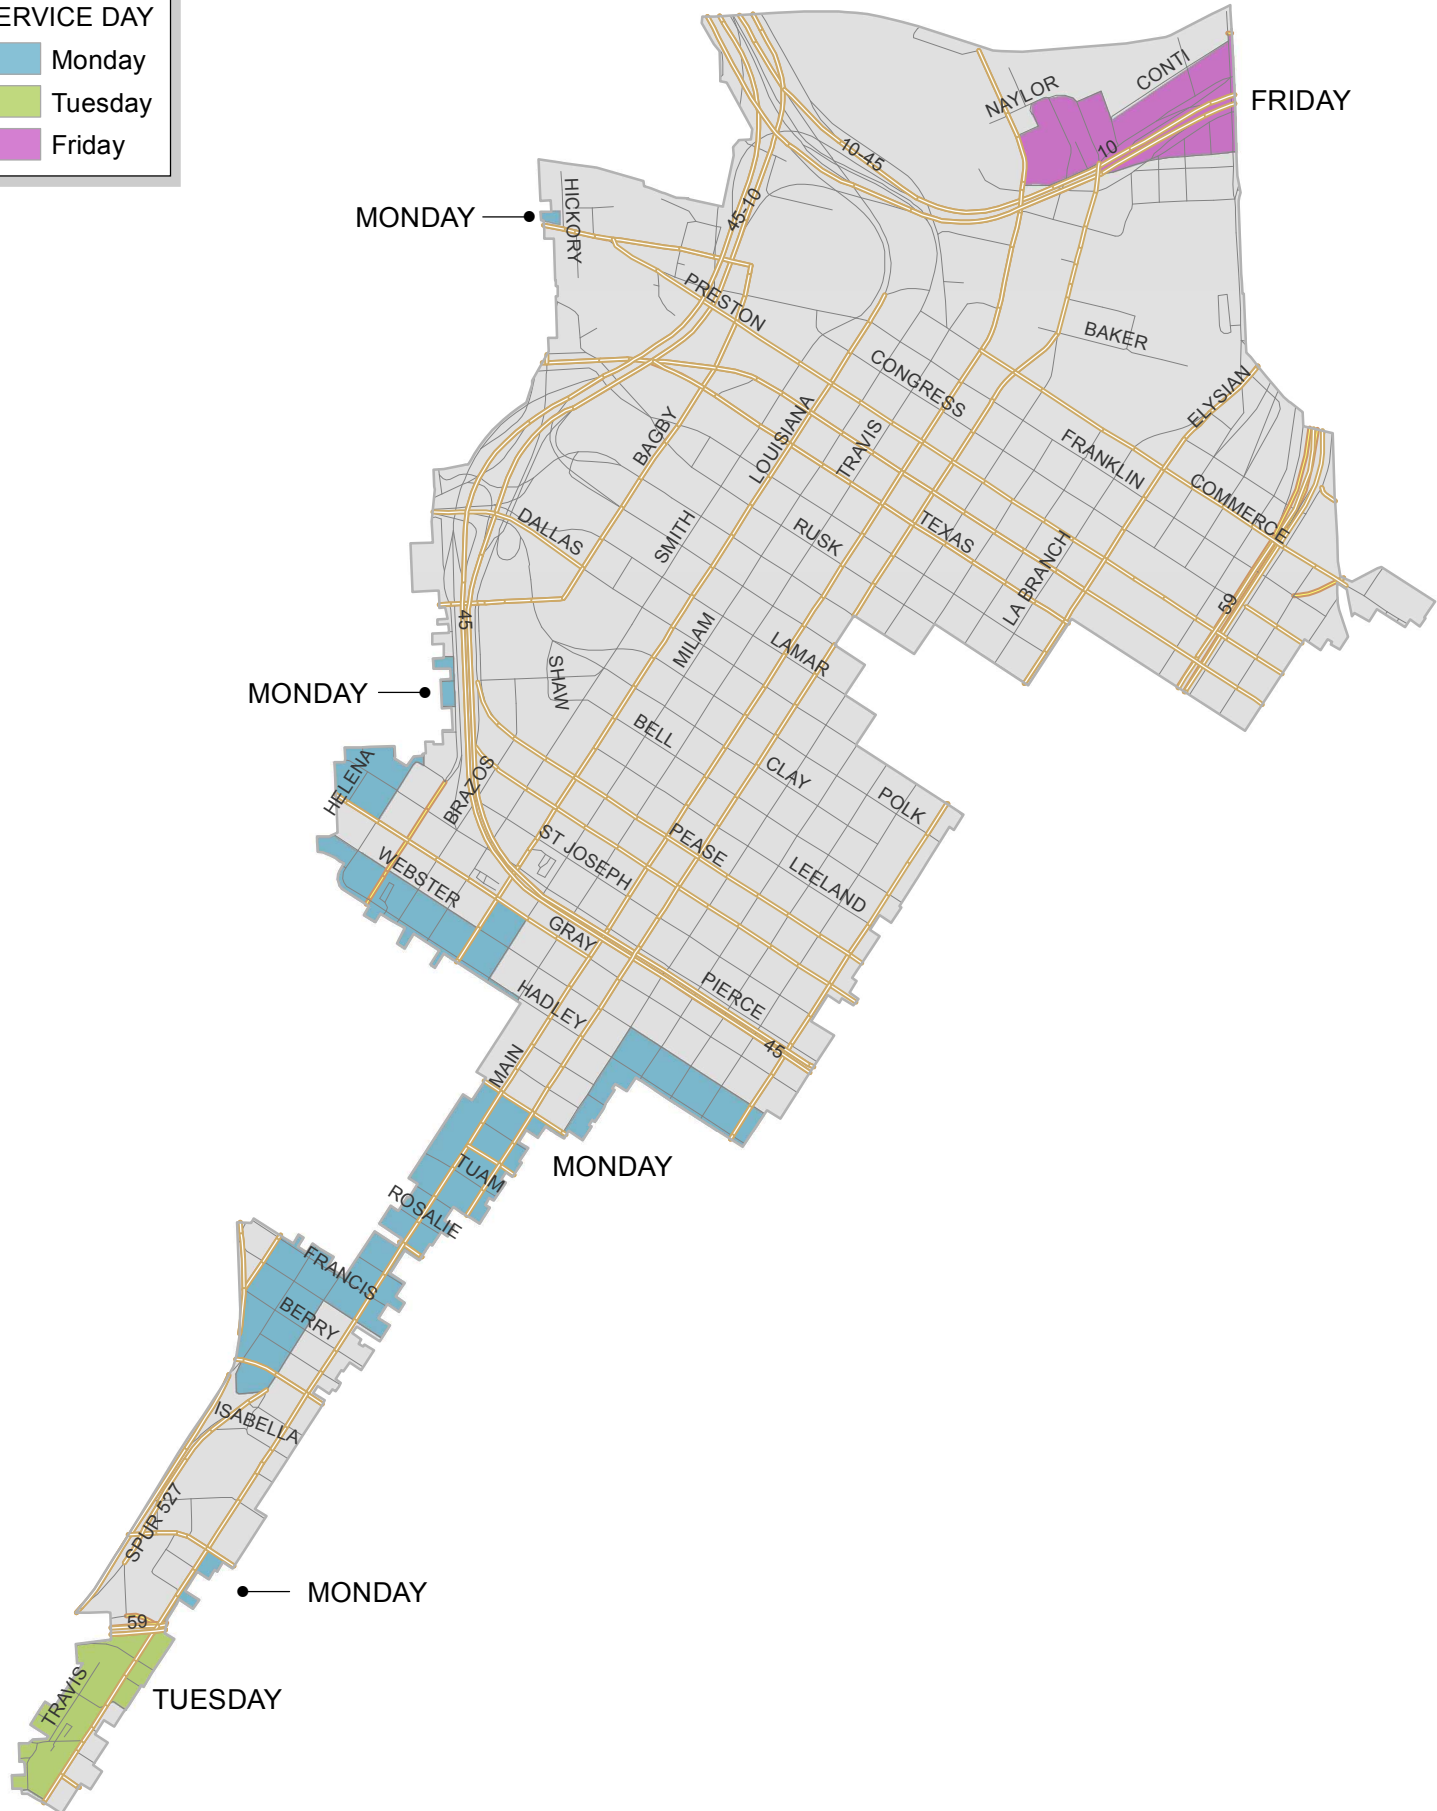 ERVICE DAY
Monday
Tuesday
Friday
NAYLOR
CONTI
FRIDAY
10
10-45
HICKORY
MONDAY
45-10
PRESTON
BAKER
CONGRESS
ELYSIAN
LOUISIANA
BAGBY
TRAVIS
FRANKLIN
COMMERCE
DALLAS
SMITH
RUSK
TEXAS
LA BRANCH
59
45
MILAM
LAMAR
SHAW
MONDAY
BELL
CLAY
POLK
HELENA
BRAZOS
ST JOSEPH
PEASE
LEELAND
WEBSTER
GRAY
PIERCE
HADLEY
45
MAIN
TUAM
MONDAY
ROSALIE
FRANCIS
BERRY
ISABELLA
SPUR 527
MONDAY
59
TRAVIS
TUESDAY